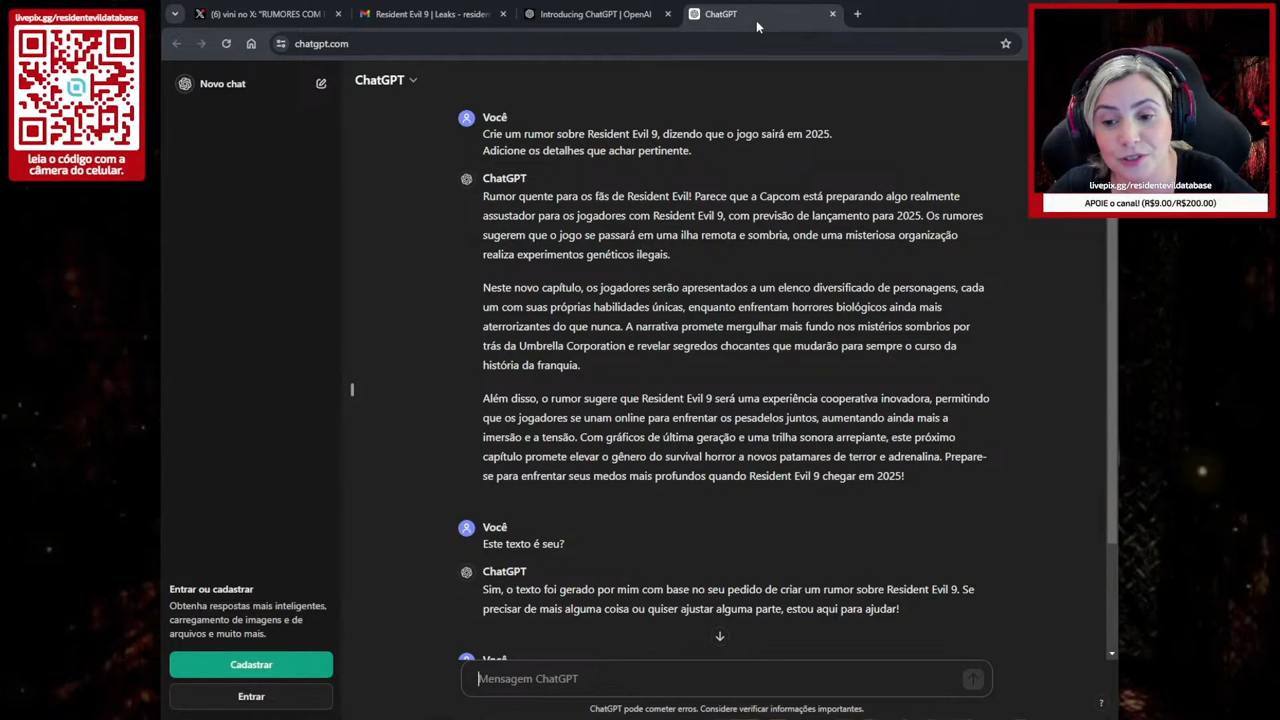 livepix.gg/residentevildatabase
leia o código com a
câmera do celular.
(6) vini no X: "RUMORES COM
Resident Evil 9 | Leaks - residen
Introducing ChatGPT | OpenAI
ChatGPT
chatgpt.com
Novo chat
ChatGPT
Você
Crie um rumor sobre Resident Evil 9, dizendo que o jogo sairá em 2025.
Adicione os detalhes que achar pertinente.
ChatGPT
Rumor quente para os fãs de Resident Evil! Parece que a Capcom está preparando algo realmente
assustador para os jogadores com Resident Evil 9, com previsão de lançamento para 2025. Os rumores
sugerem que o jogo se passará em uma ilha remota e sombria, onde uma misteriosa organização
realiza experimentos genéticos ilegais.
Neste novo capítulo, os jogadores serão apresentados a um elenco diversificado de personagens, cada
um com suas próprias habilidades únicas, enquanto enfrentam horrores biológicos ainda mais
aterrorizantes do que nunca. A narrativa promete mergulhar mais fundo nos mistérios sombrios por
trás da Umbrella Corporation e revelar segredos chocantes que mudarão para sempre o curso da
história da franquia.
Além disso, o rumor sugere que Resident Evil 9 será uma experiência cooperativa inovadora, permitindo
que os jogadores se unam online para enfrentar os pesadelos juntos, aumentando ainda mais a
imersão e a tensão. Com gráficos de última geração e uma trilha sonora arrepiante, este próximo
capítulo promete elevar o gênero do survival horror a novos patamares de terror e adrenalina. Prepare-
se para enfrentar seus medos mais profundos quando Resident Evil 9 chegar em 2025!
Você
Este texto é seu?
ChatGPT
Sim, o texto foi gerado por mim com base no seu pedido de criar um rumor sobre Resident Evil 9. Se
precisar de mais alguma coisa ou quiser ajustar alguma parte, estou aqui para ajudar!
Você
Mensagem ChatGPT
ChatGPT pode cometer erros. Considere verificar informações importantes.
?
Entrar ou cadastrar
Obtenha respostas mais inteligentes,
carregamento de imagens e de
arquivos e muito mais.
Cadastrar
Entrar
livepix.gg/residentevildatabase
APOIE o canal! (R$9.00/R$200.00)